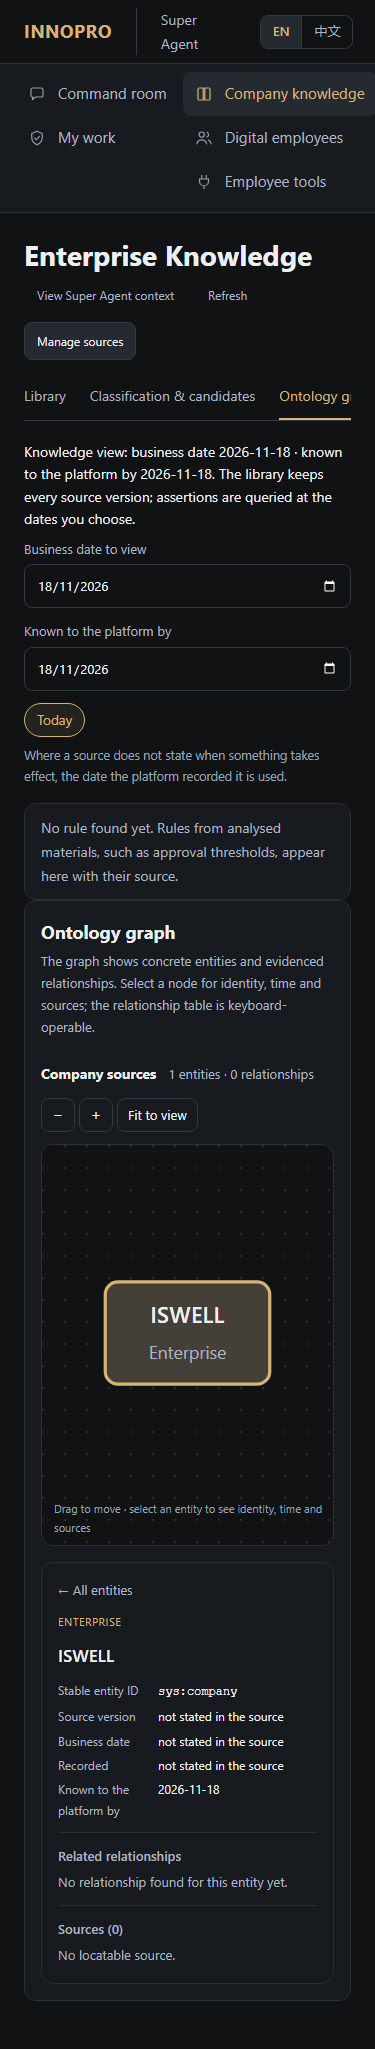 INNOPRO
Super
Agent
EN
中文
Command room
Company knowledge
My work
Digital employees
Employee tools
Enterprise Knowledge
View Super Agent context
Refresh
Manage sources
Library
Classification & candidates
Ontology g
Knowledge view: business date 2026-11-18 · known
to the platform by 2026-11-18. The library keeps
every source version; assertions are queried at the
dates you choose.
Business date to view
18/11/2026
Known to the platform by
18/11/2026
Today
Where a source does not state when something takes
effect, the date the platform recorded it is used.
No rule found yet. Rules from analysed
materials, such as approval thresholds, appear
here with their source.
Ontology graph
The graph shows concrete entities and evidenced
relationships. Select a node for identity, time and
sources; the relationship table is keyboard-
operable.
Company sources 1 entities · 0 relationships
− + Fit to view
ISWELL
Enterprise
Drag to move · select an entity to see identity, time and
sources
← All entities
ENTERPRISE
ISWELL
Stable entity ID sys:company
Source version not stated in the source
Business date not stated in the source
Recorded not stated in the source
Known to the 2026-11-18
platform by
Related relationships
No relationship found for this entity yet.
Sources (0)
No locatable source.